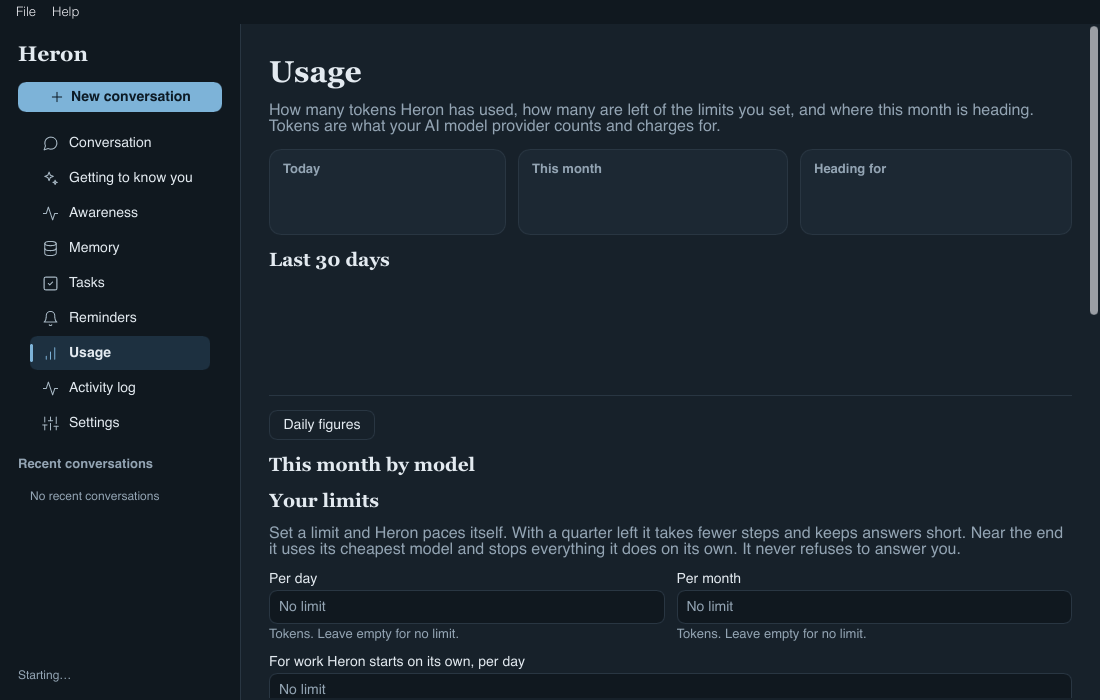 File Help
Heron
New conversation
Conversation
Getting to know you
Awareness
Memory
Tasks
Reminders
Usage
Activity log
Settings
Recent conversations
No recent conversations
Starting…
Usage
How many tokens Heron has used, how many are left of the limits you set, and where this month is heading.
Tokens are what your AI model provider counts and charges for.
Today
This month
Heading for
Last 30 days
Daily figures
This month by model
Your limits
Set a limit and Heron paces itself. With a quarter left it takes fewer steps and keeps answers short. Near the end
it uses its cheapest model and stops everything it does on its own. It never refuses to answer you.
Per day
No limit
Tokens. Leave empty for no limit.
Per month
No limit
Tokens. Leave empty for no limit.
For work Heron starts on its own, per day
No limit